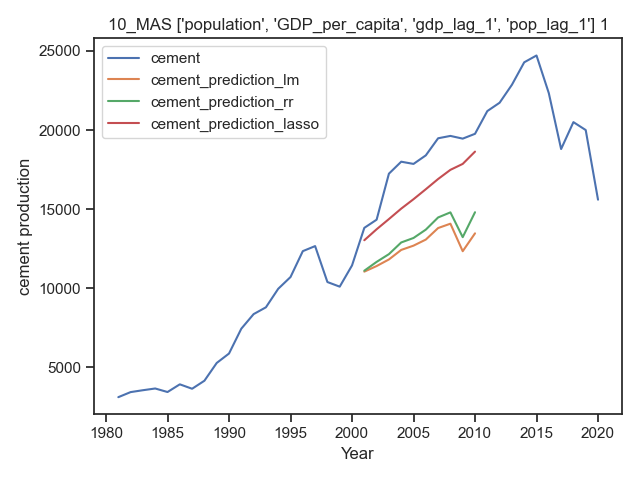 10_MAS ['population', 'GDP_per_capita', 'gdp_lag_1', 'pop_lag_1'] 1
cement
cement_prediction_lm
cement_prediction_rr
cement_prediction_lasso
25000
20000
15000
10000
5000
cement production
1980
1985
1990
1995
2000
2005
2010
2015
2020
Year